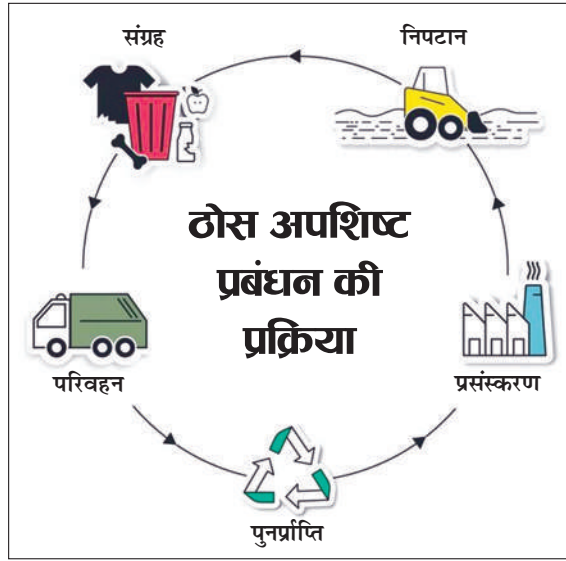 संग्रह
निपटान
ठोस अपशिष्ट
प्रबंधन की
प्रक्रिया
परिवहन
प्रसंस्करण
पुनर्प्राप्ति